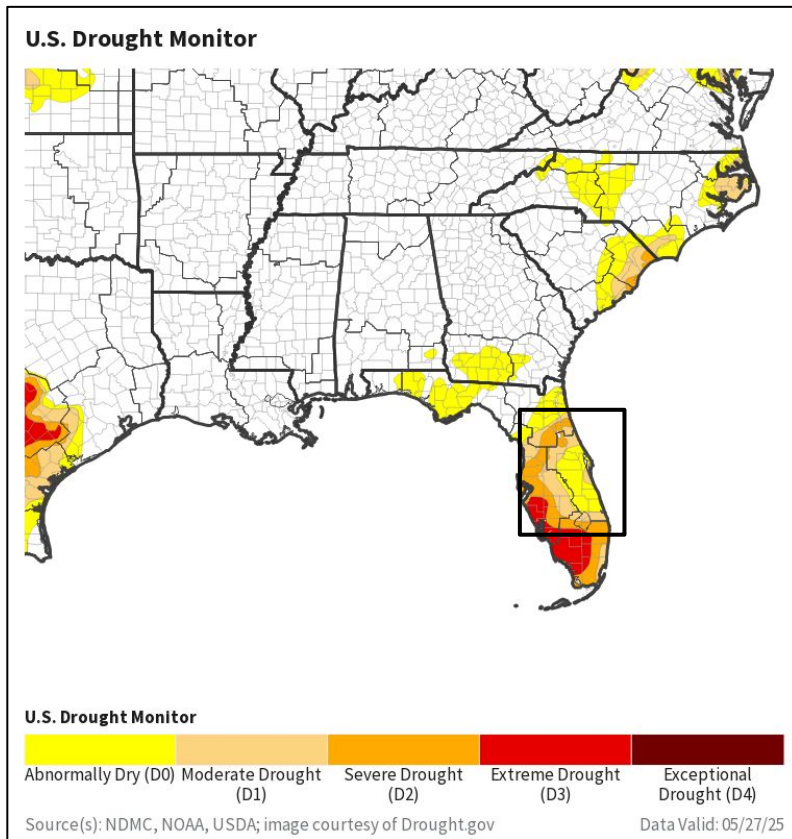 U.S. Drought Monitor
U.S. Drought Monitor
Abnormally Dry (D0)
Moderate Drought
(D1)
Severe Drought
(D2)
Extreme Drought
(D3)
Exceptional
Drought (D4)
Source(s): NDMC, NOAA, USDA; image courtesy of Drought.gov
Data Valid: 05/27/25